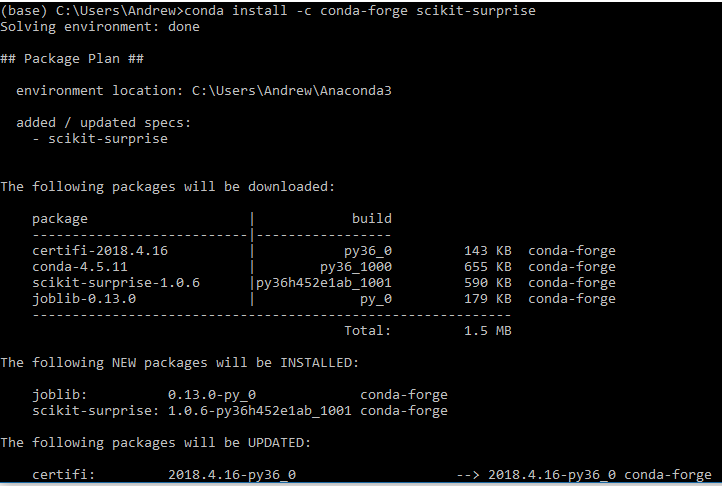 (base) C:\Users\Andrew>conda install -c conda-forge scikit-surprise
Solving environment: done
## Package Plan ##
  environment location: C:\Users\Andrew\Anaconda3
  added / updated specs:
    - scikit-surprise
The following packages will be downloaded:
    package                    |            build
    ---------------------------|-----------------
    certifi-2018.4.16          |           py36_0         143 KB  conda-forge
    conda-4.5.11               |        py36_1000         655 KB  conda-forge
    scikit-surprise-1.0.6      |py36h452e1ab_1001         590 KB  conda-forge
    joblib-0.13.0              |             py_0         179 KB  conda-forge
    ------------------------------------------------------------
                                           Total:         1.5 MB
The following NEW packages will be INSTALLED:
    joblib:          0.13.0-py_0              conda-forge
    scikit-surprise: 1.0.6-py36h452e1ab_1001 conda-forge
The following packages will be UPDATED:
    certifi:         2018.4.16-py36_0                    --> 2018.4.16-py36_0 conda-forge